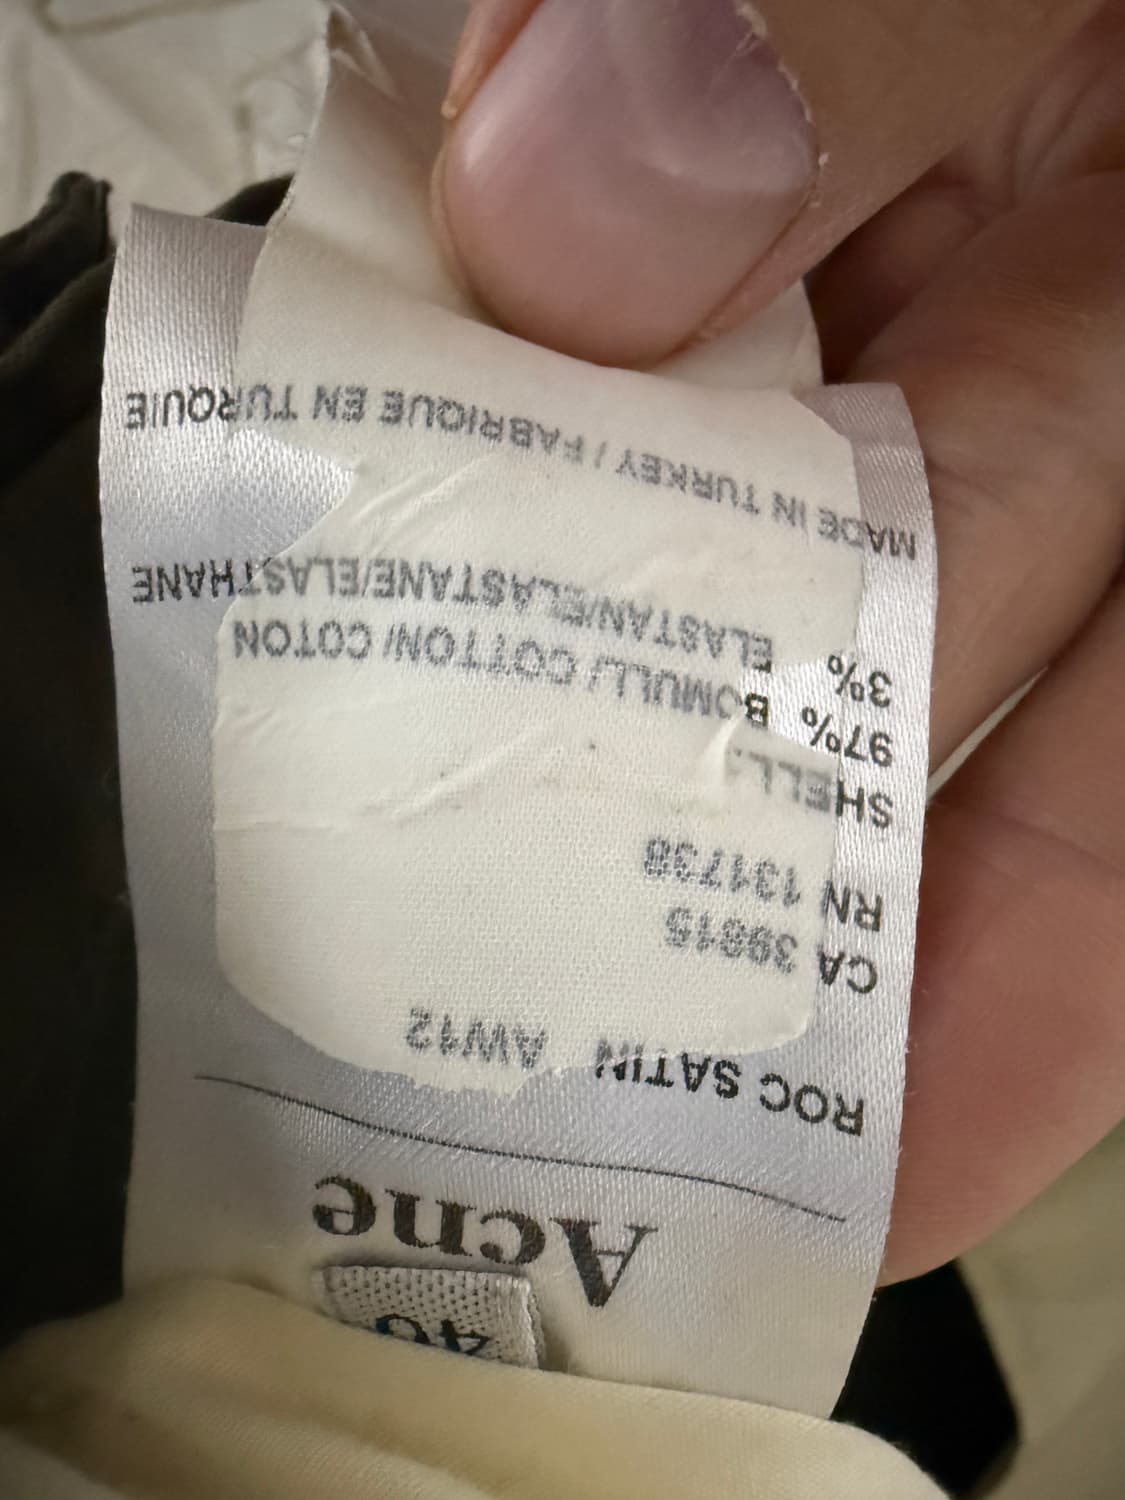 46
Acne
ROC SATIN AW12
CA 39815
RN 131738
SHELL:
97% BOMULL/ COTTON/ COTON
3% ELASTAN/ELASTANE/ELASTHANE
MADE IN TURKEY / FABRIQUE EN TURQUIE